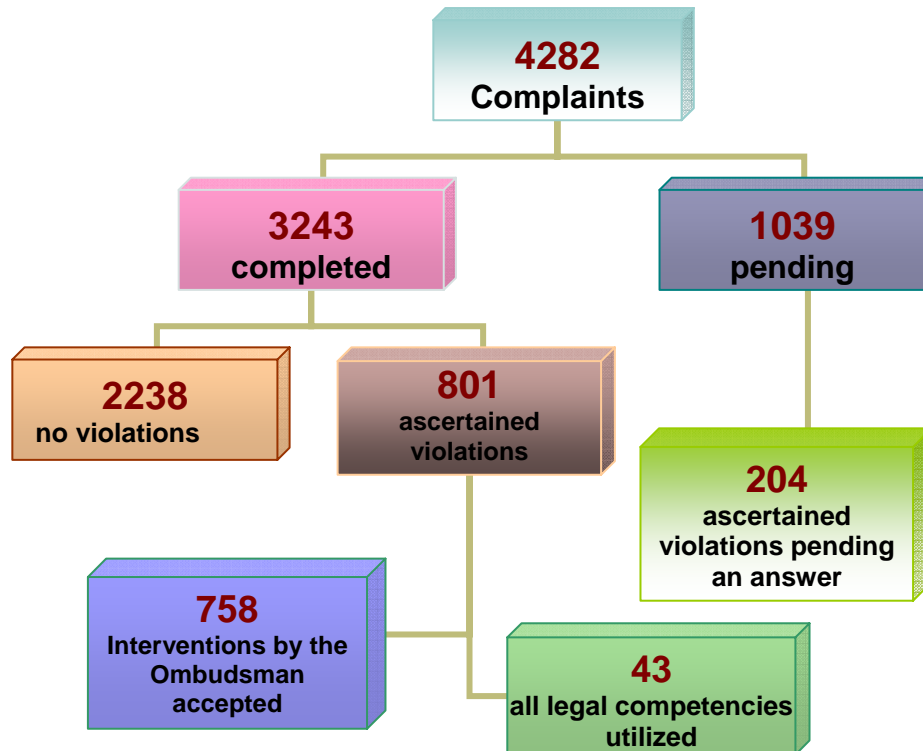 4282
Complaints
3243
completed
1039
pending
2238
no violations
801
ascertained
violations
204
ascertained
violations pending
an answer
758
Interventions by the
Ombudsman
accepted
43
all legal competencies
utilized